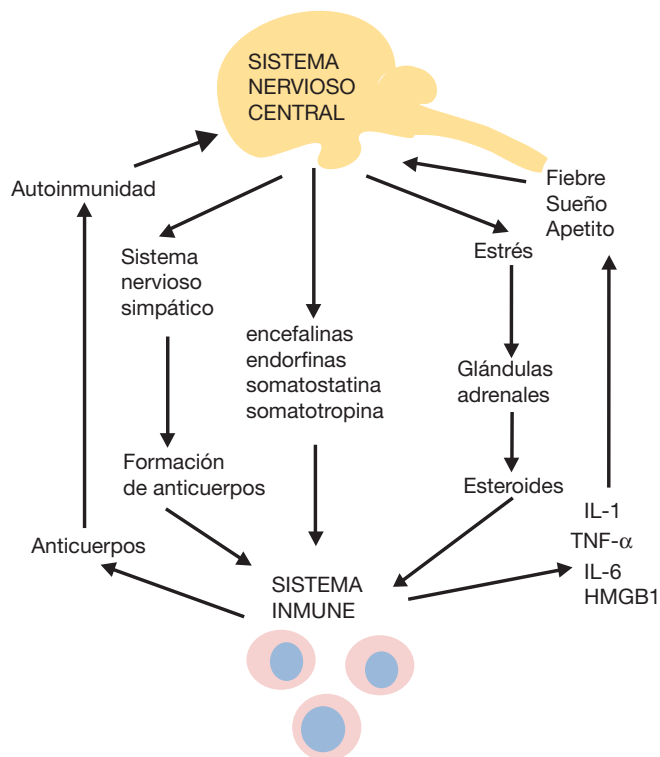 SISTEMA
NERVIOSO
CENTRAL
Autoinmunidad
Fiebre
Sueño
Apetito
Sistema
nervioso
simpático
Estrés
encefalinas
endorfinas
somatostatina
somatotropina
Glándulas
adrenales
Formación
de anticuerpos
Esteroides
Anticuerpos
IL-1
TNF-α
IL-6
HMGB1
SISTEMA
INMUNE